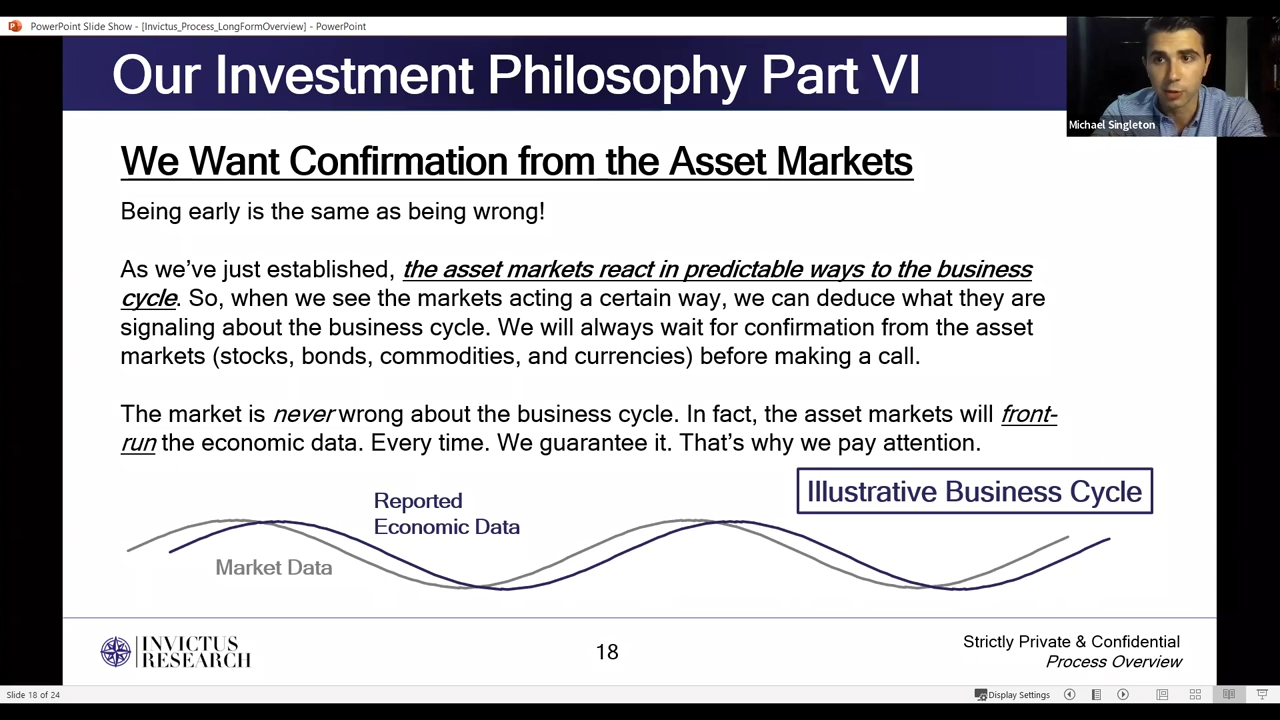 PowerPoint Slide Show - [Invictus_Process_LongFormOverview] - PowerPoint
Our Investment Philosophy Part VI
Michael Singleton
We Want Confirmation from the Asset Markets
Being early is the same as being wrong!
As we've just established, the asset markets react in predictable ways to the business
cycle. So, when we see the markets acting a certain way, we can deduce what they are
signaling about the business cycle. We will always wait for confirmation from the asset
markets (stocks, bonds, commodities, and currencies) before making a call.
The market is never wrong about the business cycle. In fact, the asset markets will front-
run the economic data. Every time. We guarantee it. That's why we pay attention.
Illustrative Business Cycle
Reported
Economic Data
Market Data
INVICTUS
RESEARCH
18
Strictly Private & Confidential
Process Overview
Slide 18 of 24
Display Settings